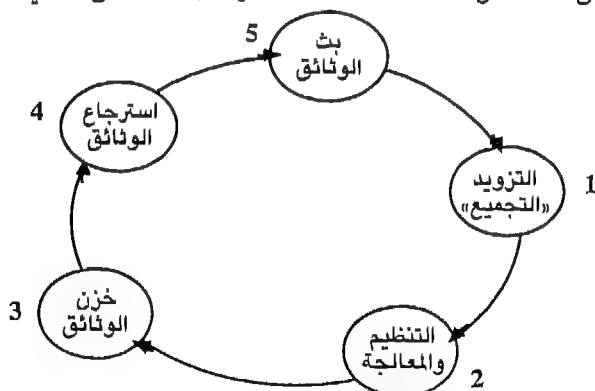 5
بث
الوثائق
4
استرجاع
الوثائق
1
التزويد
«التجميع»
3
خزن
الوثائق
2
التنظيم
والمعالجة